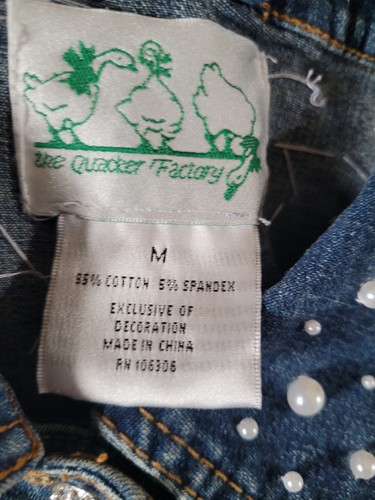 the Quacker Factory
M
95% COTTON 5% SPANDEX
EXCLUSIVE OF
DECORATION
MADE IN CHINA
RN 106306